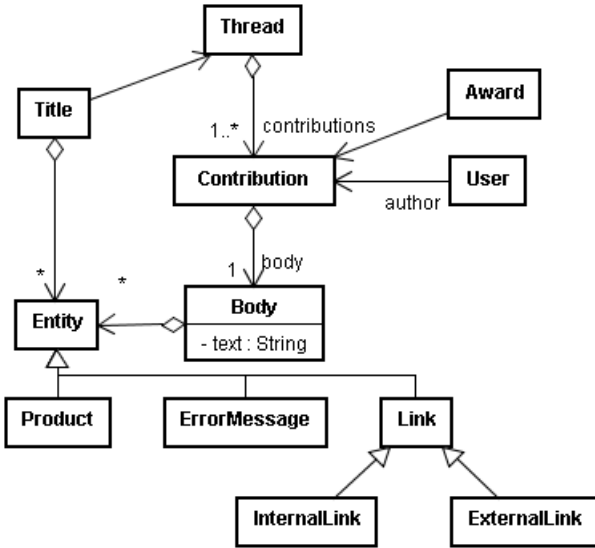 Thread
Title
Award
1..*
contributions
Contribution
User
author
*
*
1
body
Body
Entity
- text : String
Product
ErrorMessage
Link
InternalLink
ExternalLink